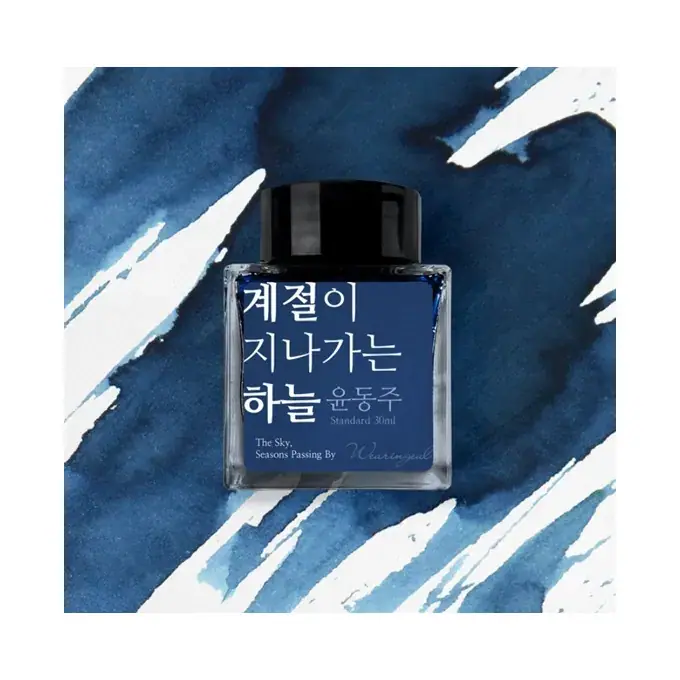 계절이
지나가는
하늘 윤동주
Standard 30ml
The Sky,
Seasons Passing By
Wearingeul